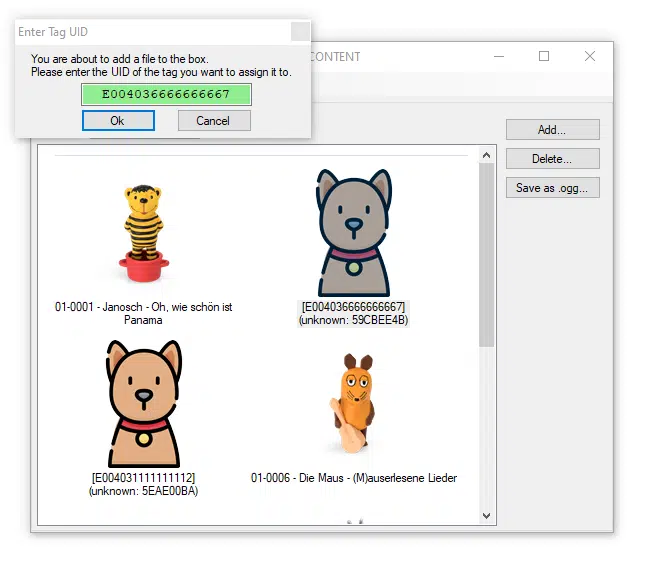 Enter Tag UID
You are about to add a file to the box.
Please enter the UID of the tag you want to assign it to.
E004036666666667
Ok
Cancel
CONTENT
Add...
Delete...
Save as .ogg...
01-0001 - Janosch - Oh, wie schön ist
Panama
[E004036666666667]
(unknown: 59CBEE4B)
[E004031111111112]
(unknown: 5EAE00BA)
01-0006 - Die Maus - (M)auserlesene Lieder